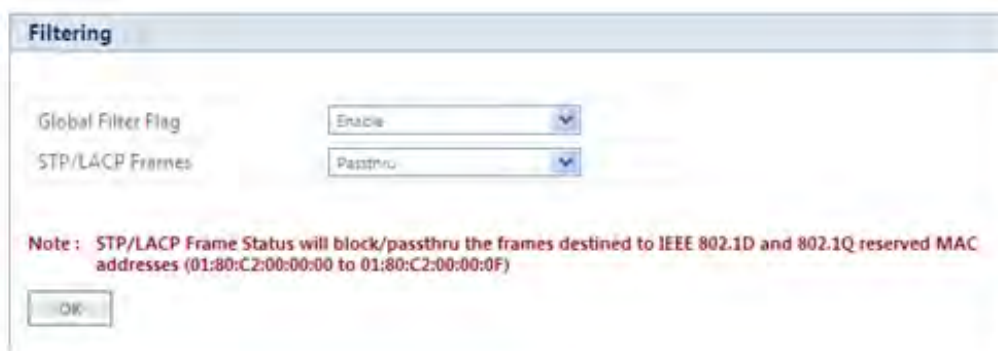 Filtering
Global Filter Flag
Enable
STP/LACP Frames
Passthru
Note : STP/LACP Frame Status will block/passthru the frames destined to IEEE 802.1D and 802.1Q reserved MAC
addresses (01:80:C2:00:00:00 to 01:80:C2:00:00:0F)
OK